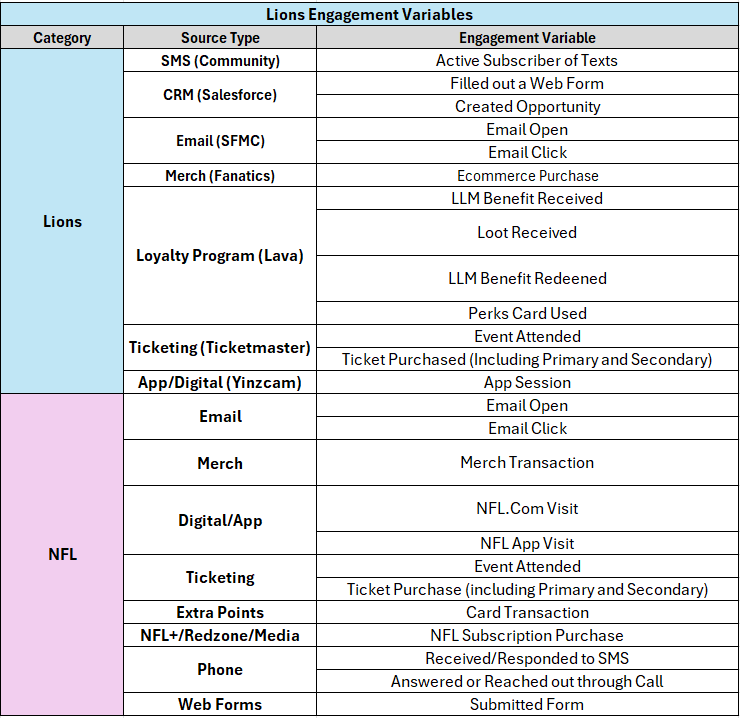 Lions Engagement Variables
Category Source Type Engagement Variable
Lions
SMS (Community) Active Subscriber of Texts
CRM (Salesforce) Filled out a Web Form
Created Opportunity
Email (SFMC) Email Open
Email Click
Merch (Fanatics) Ecommerce Purchase
Loyalty Program (Lava) LLM Benefit Received
Loot Received
LLM Benefit Redeened
Perks Card Used
Ticketing (Ticketmaster) Event Attended
Ticket Purchased (Including Primary and Secondary)
App/Digital (Yinzcam) App Session
NFL
Email Email Open
Email Click
Merch Merch Transaction
Digital/App NFL.Com Visit
NFL App Visit
Ticketing Event Attended
Ticket Purchase (including Primary and Secondary)
Extra Points Card Transaction
NFL+/Redzone/Media NFL Subscription Purchase
Phone Received/Responded to SMS
Answered or Reached out through Call
Web Forms Submitted Form